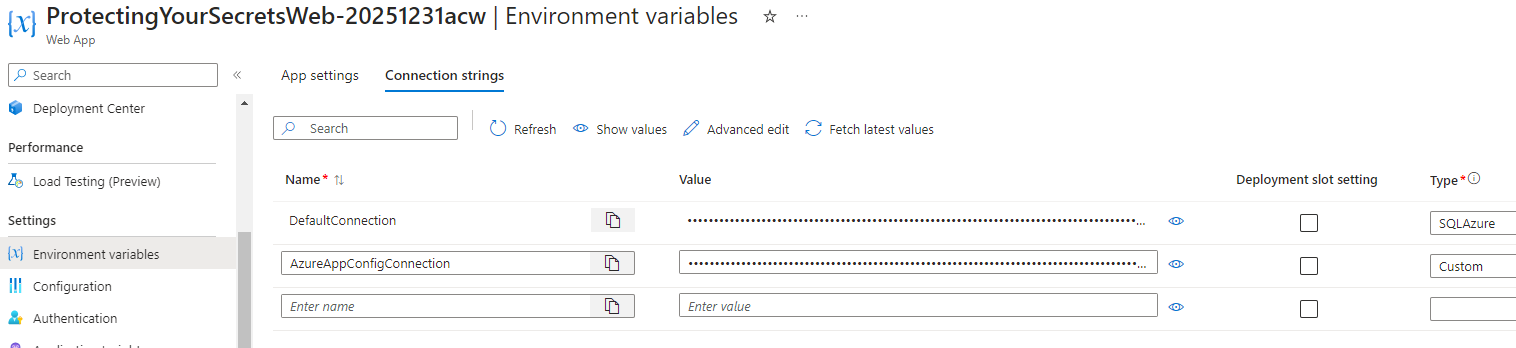 ProtectingYourSecretsWeb-20251231acw | Environment variables
Web App
Search
App settings
Connection strings
Deployment Center
Search
Refresh
Show values
Advanced edit
Fetch latest values
Performance
Load Testing (Preview)
Name*
Value
Deployment slot setting
Type*
Settings
DefaultConnection
SQLAzure
Environment variables
AzureAppConfigConnection
Custom
Configuration
Enter name
Enter value
Authentication